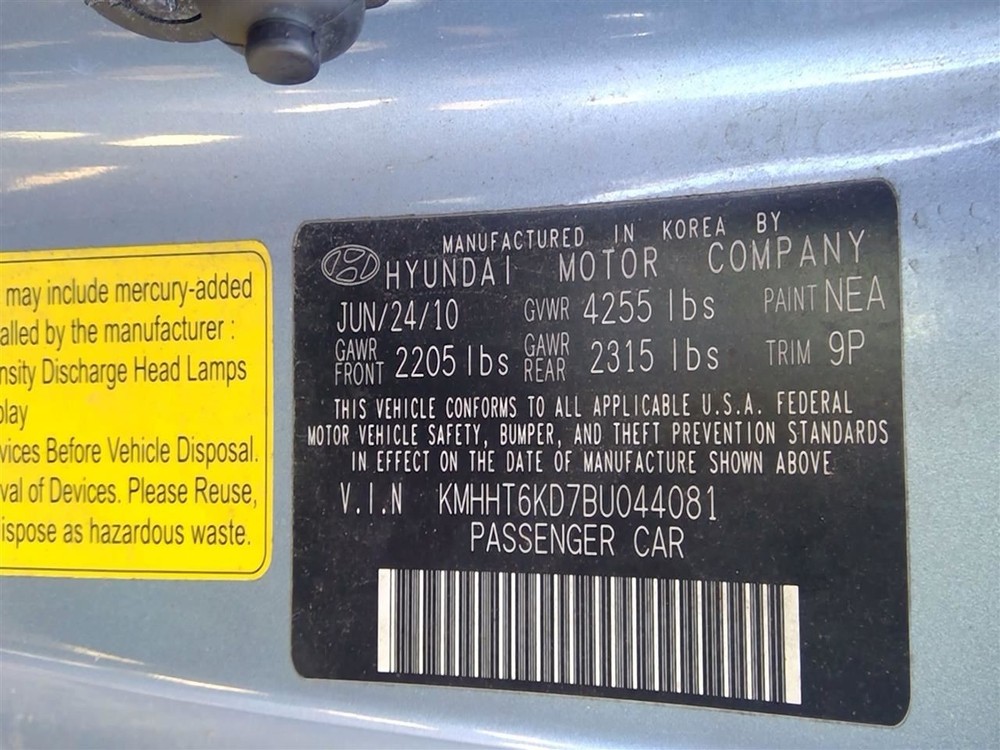 may include mercury-added
alled by the manufacturer :
nsity Discharge Head Lamps
play
vices Before Vehicle Disposal.
val of Devices. Please Reuse,
ispose as hazardous waste.
MANUFACTURED IN KOREA BY
HYUNDAI MOTOR COMPANY
JUN/24/10 GVWR 4255 lbs PAINT NEA
GAWR FRONT 2205 lbs GAWR REAR 2315 lbs TRIM 9P
THIS VEHICLE CONFORMS TO ALL APPLICABLE U.S.A. FEDERAL
MOTOR VEHICLE SAFETY, BUMPER, AND THEFT PREVENTION STANDARDS
IN EFFECT ON THE DATE OF MANUFACTURE SHOWN ABOVE
V.I.N KMHHT6KD7BU044081
PASSENGER CAR